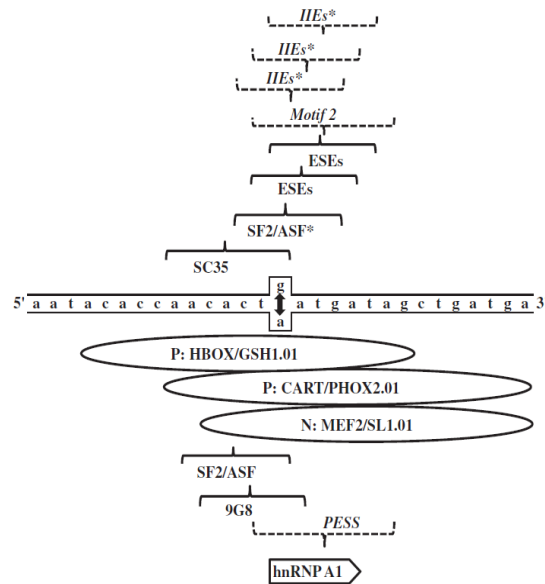 IIEs*
IIEs*
IIEs*
Motif 2
ESEs
ESEs
SF2/ASF*
SC35
g
5' a a t a c a c c a a c a c t a t g a t a g c t g a t g a 3
a
P: HBOX/GSH1.01
P: CART/PHOX2.01
N: MEF2/SL1.01
SF2/ASF
9G8
PESS
hnRNP A1